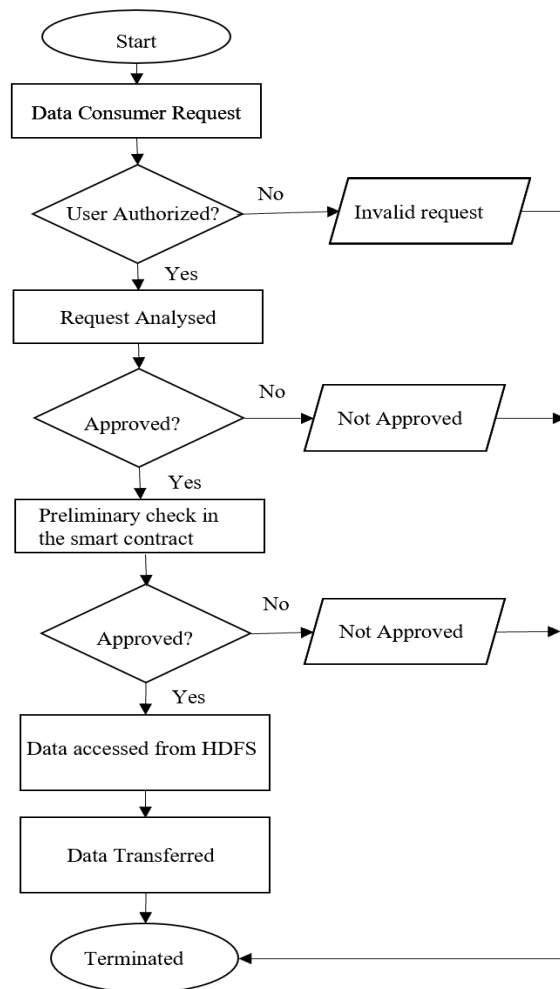 Start
Data Consumer Request
User Authorized?
No
Invalid request
Yes
Request Analysed
Approved?
No
Not Approved
Yes
Preliminary check in
the smart contract
Approved?
No
Not Approved
Yes
Data accessed from HDFS
Data Transferred
Terminated